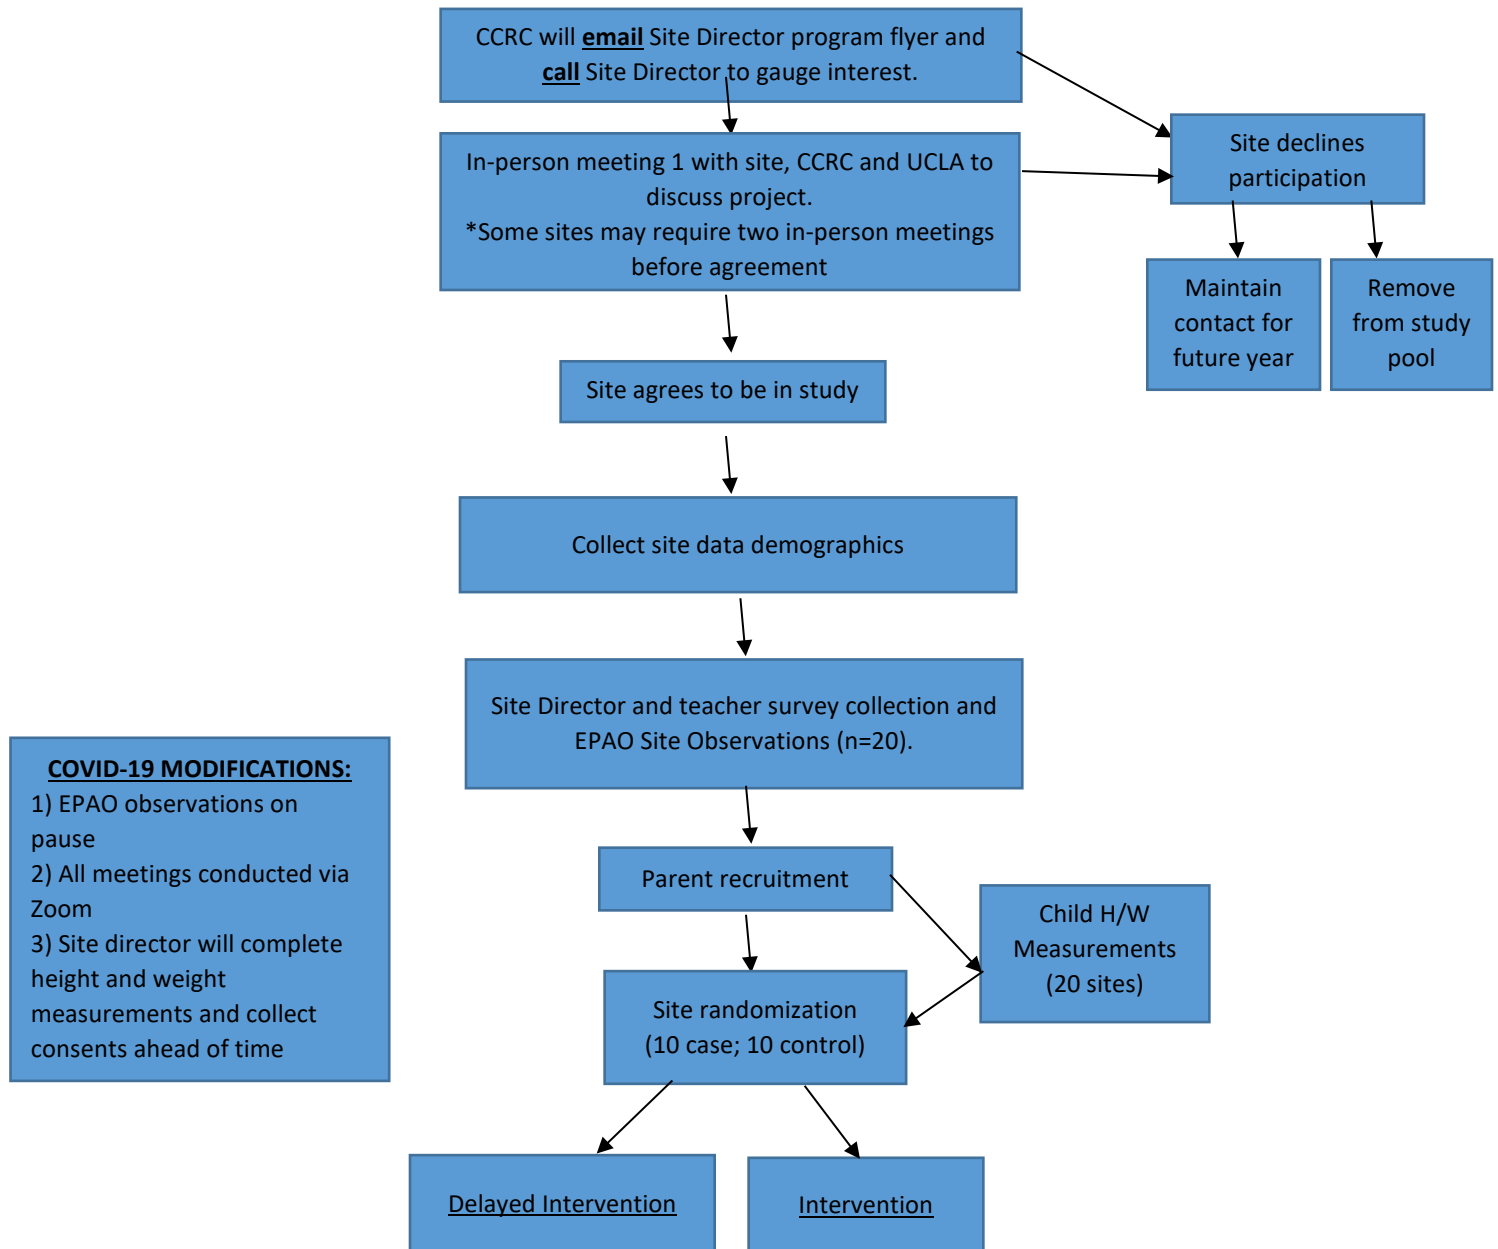 CCRC will email Site Director program flyer and
call Site Director to gauge interest.
In-person meeting 1 with site, CCRC and UCLA to
discuss project.
*Some sites may require two in-person meetings
before agreement
Site declines
participation
Maintain
contact for
future year
Remove
from study
pool
Site agrees to be in study
Collect site data demographics
Site Director and teacher survey collection and
EPAO Site Observations (n=20).
COVID-19 MODIFICATIONS:
1) EPAO observations on
pause
2) All meetings conducted via
Zoom
3) Site director will complete
height and weight
measurements and collect
consents ahead of time
Parent recruitment
Child H/W
Measurements
(20 sites)
Site randomization
(10 case; 10 control)
Delayed Intervention
Intervention